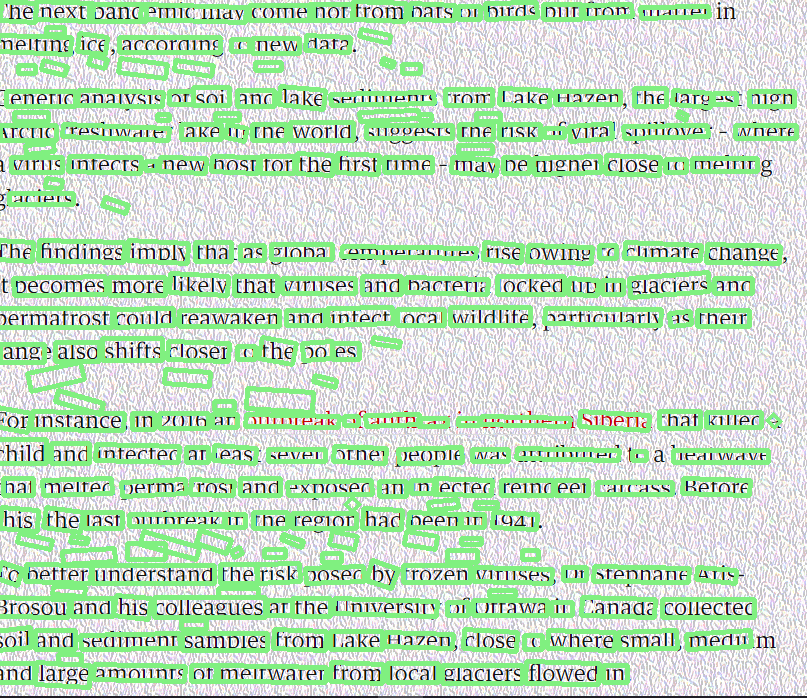 The next pandemic may come not from bats or birds but from matter in
melting ice, according to new data.
Genetic analysis of soil and lake sediments from Lake Hazen, the largest high
Arctic freshwater lake in the world, suggests the risk of viral spillover - where
a virus infects a new host for the first time - may be higher close to melting
glaciers.
The findings imply that as global temperatures rise owing to climate change,
it becomes more likely that viruses and bacteria locked up in glaciers and
permafrost could reawaken and infect local wildlife, particularly as their
range also shifts closer to the poles
For instance, in 2016 an outbreak of anthrax in northern Siberia that killed a
child and infected at least seven other people was attributed to a heatwave
that melted permafrost and exposed an infected reindeer carcass. Before
this, the last outbreak in the region had been in 1941.
To better understand the risk posed by frozen viruses, Dr Stéphane Aris-
Brosou and his colleagues at the University of Ottawa in Canada collected
soil and sediment samples from Lake Hazen, close to where small, medium
and large amounts of meltwater from local glaciers flowed in.